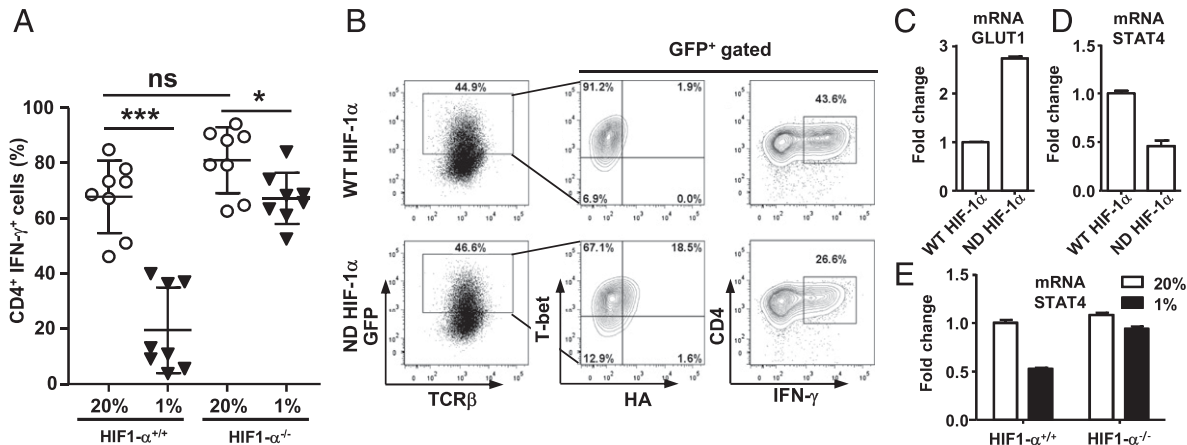 A
CD4⁺ IFN-γ⁺ cells (%)
100
80
60
40
20
0
ns
***
*
20% 1% 20% 1%
HIF1-α⁺/⁺ HIF1-α⁻/⁻
B
GFP⁺ gated
WT HIF-1α
44.9%
91.2% 1.9%
6.9% 0.0%
43.6%
ND HIF-1α
46.6%
67.1% 18.5%
12.9% 1.6%
26.6%
GFP
TCRβ
T-bet
HA
CD4
IFN-γ
C
mRNA
GLUT1
Fold change
3
2
1
0
WT HIF-1α
ND HIF-1α
D
mRNA
STAT4
Fold change
1.5
1.0
0.5
0.0
WT HIF-1α
ND HIF-1α
E
mRNA
STAT4
20%
1%
Fold change
1.5
1.0
0.5
0.0
HIF1-α⁺/⁺ HIF1-α⁻/⁻